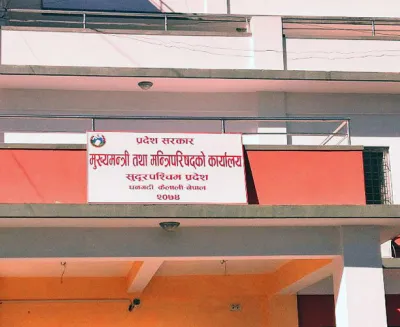 प्रदेश सरकार
मुख्यमन्त्री तथा मन्त्रिपरिषद्को कार्यालय
सुदूरपश्चिम प्रदेश
धनगढी कैलाली नेपाल
२०७४